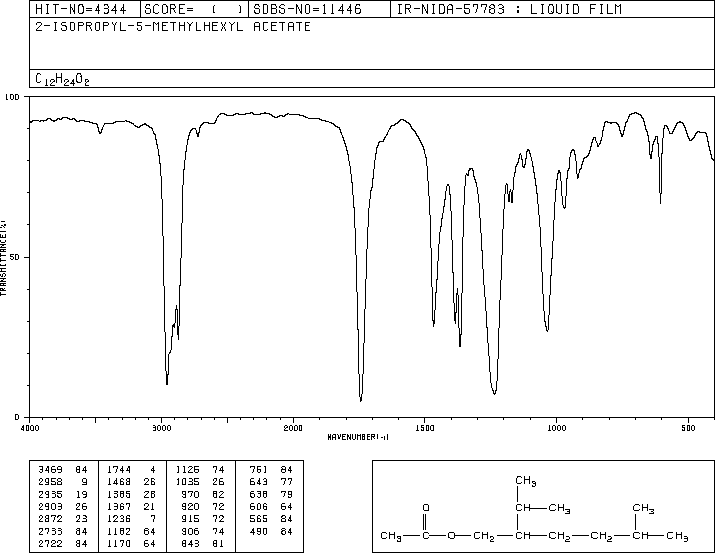 HIT-NO=4344 SCORE= ( ) SDBS-NO=11446 IR-NIDA-57783 : LIQUID FILM
2-ISOPROPYL-5-METHYLHEXYL ACETATE
C12H24O2
100
50
0
TRANSMITTANCE(%)
4000 3000 2000 1500 1000 500
WAVENUMBER(-1)
3469 84 1744 4 1126 74 761 84
2958 9 1468 26 1035 26 643 77
2935 19 1385 28 970 62 638 79
2903 26 1367 21 920 72 606 64
2872 23 1236 7 915 72 565 84
2733 84 1182 64 906 74 490 84
2722 84 1170 64 843 81
CH3
O CH—CH3 CH3
CH3—C—O—CH2—CH—CH2—CH2—CH—CH3